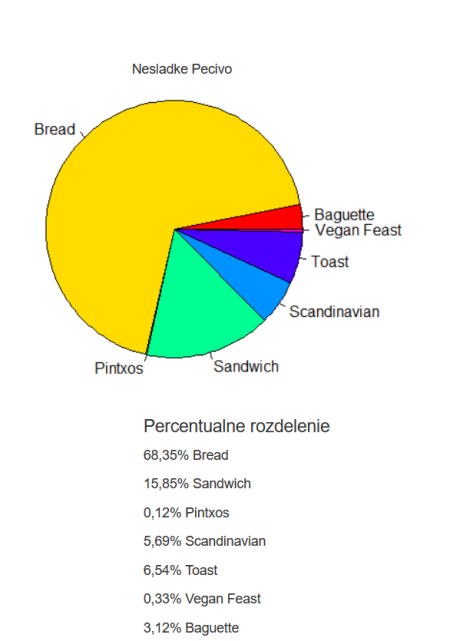 Nesladke Pecivo
Bread
Baguette
Vegan Feast
Toast
Scandinavian
Sandwich
Pintxos
Percentualne rozdelenie
68,35% Bread
15,85% Sandwich
0,12% Pintxos
5,69% Scandinavian
6,54% Toast
0,33% Vegan Feast
3,12% Baguette